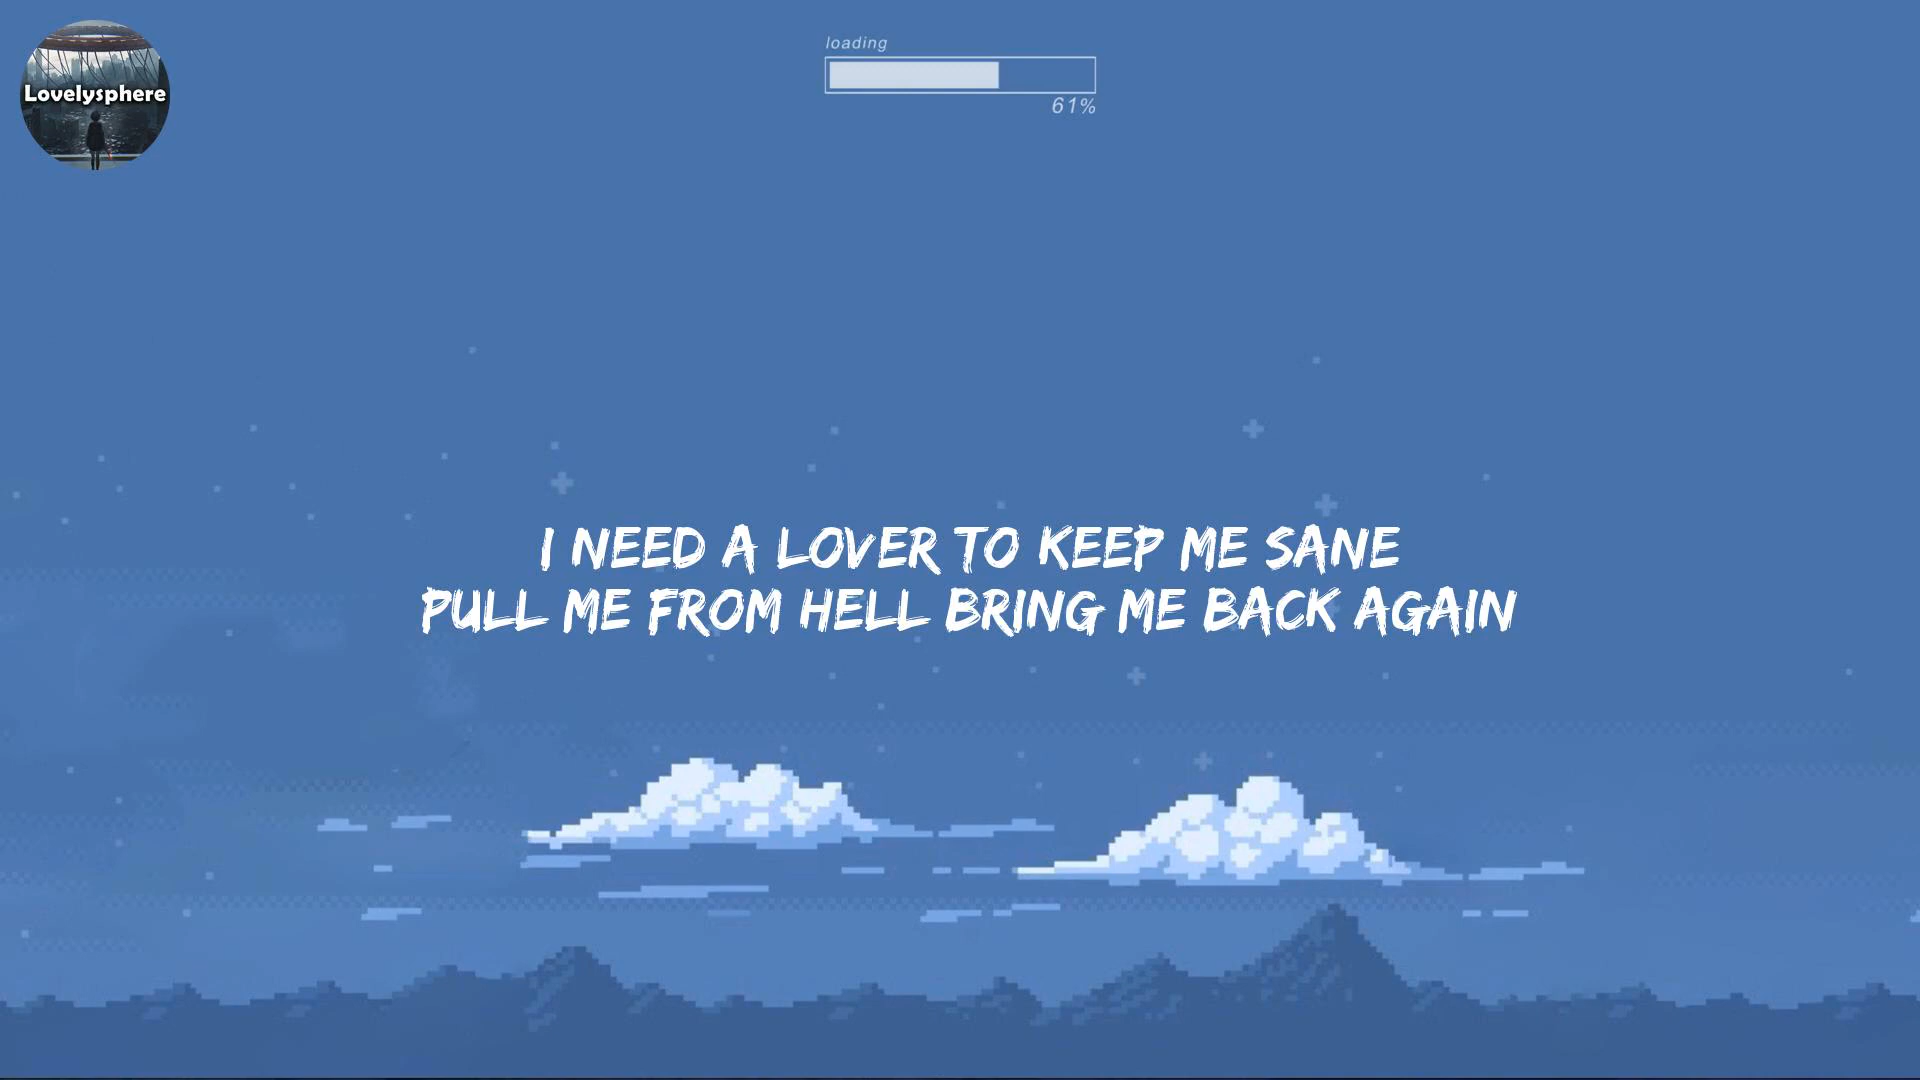 Lovelysphere
loading
61%
I NEED A LOVER TO KEEP ME SANE
PULL ME FROM HELL BRING ME BACK AGAIN